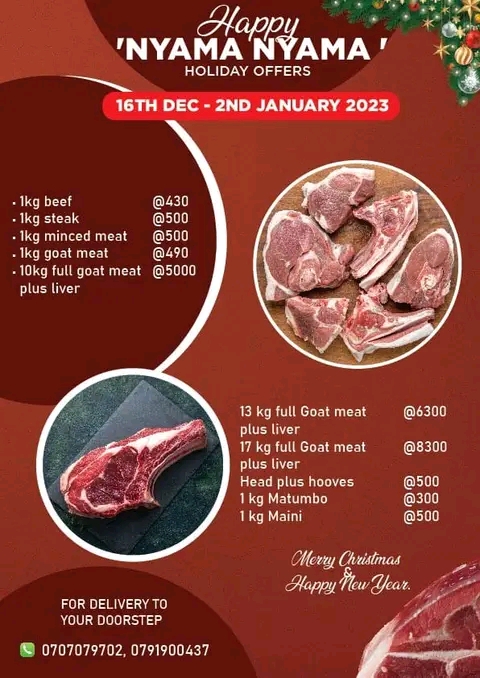 Happy
'NYAMA NYAMA '
HOLIDAY OFFERS
16TH DEC - 2ND JANUARY 2023
• 1kg beef @430
• 1kg steak @500
• 1kg minced meat @500
• 1kg goat meat @490
• 10kg full goat meat @5000
plus liver
13 kg full Goat meat @6300
plus liver
17 kg full Goat meat @8300
plus liver
Head plus hooves @500
1 kg Matumbo @300
1 kg Maini @500
Merry Christmas
&
Happy New Year.
FOR DELIVERY TO
YOUR DOORSTEP
0707079702, 0791900437